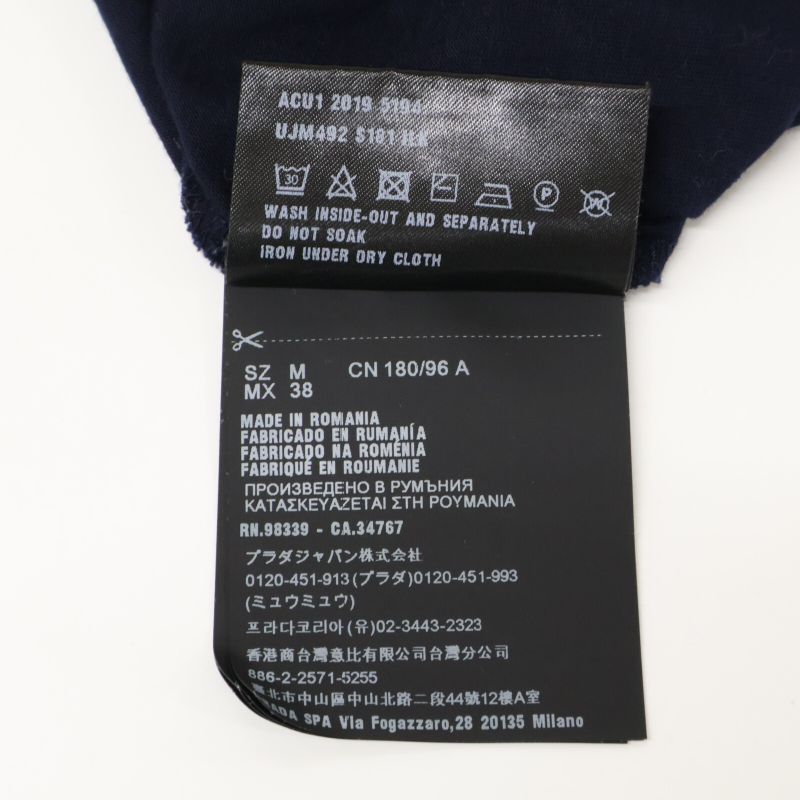 ACU1 2019 5194
UJM492 S181
30
P
WASH INSIDE-OUT AND SEPARATELY
DO NOT SOAK
IRON UNDER DRY CLOTH
SZ M CN 180/96 A
MX 38
MADE IN ROMANIA
FABRICADO EN RUMANÍA
FABRICADO NA ROMÉNIA
FABRIQUÉ EN ROUMANIE
ПРОИЗВЕДЕНО В РУМЪНИЯ
ΚΑΤΑΣΚΕΥΑΖΕΤΑΙ ΣΤΗ ΡΟΥΜΑΝΙΑ
RN.98339 - CA.34767
プラダジャパン株式会社
0120-451-913(プラダ)0120-451-993
(ミュウミュウ)
프라다코리아(유)02-3443-2323
香港商台灣意比有限公司台灣分公司
886-2-2571-5255
臺北市中山區中山北路二段44號12樓A室
SPA Via Fogazzaro,28 20135 Milano